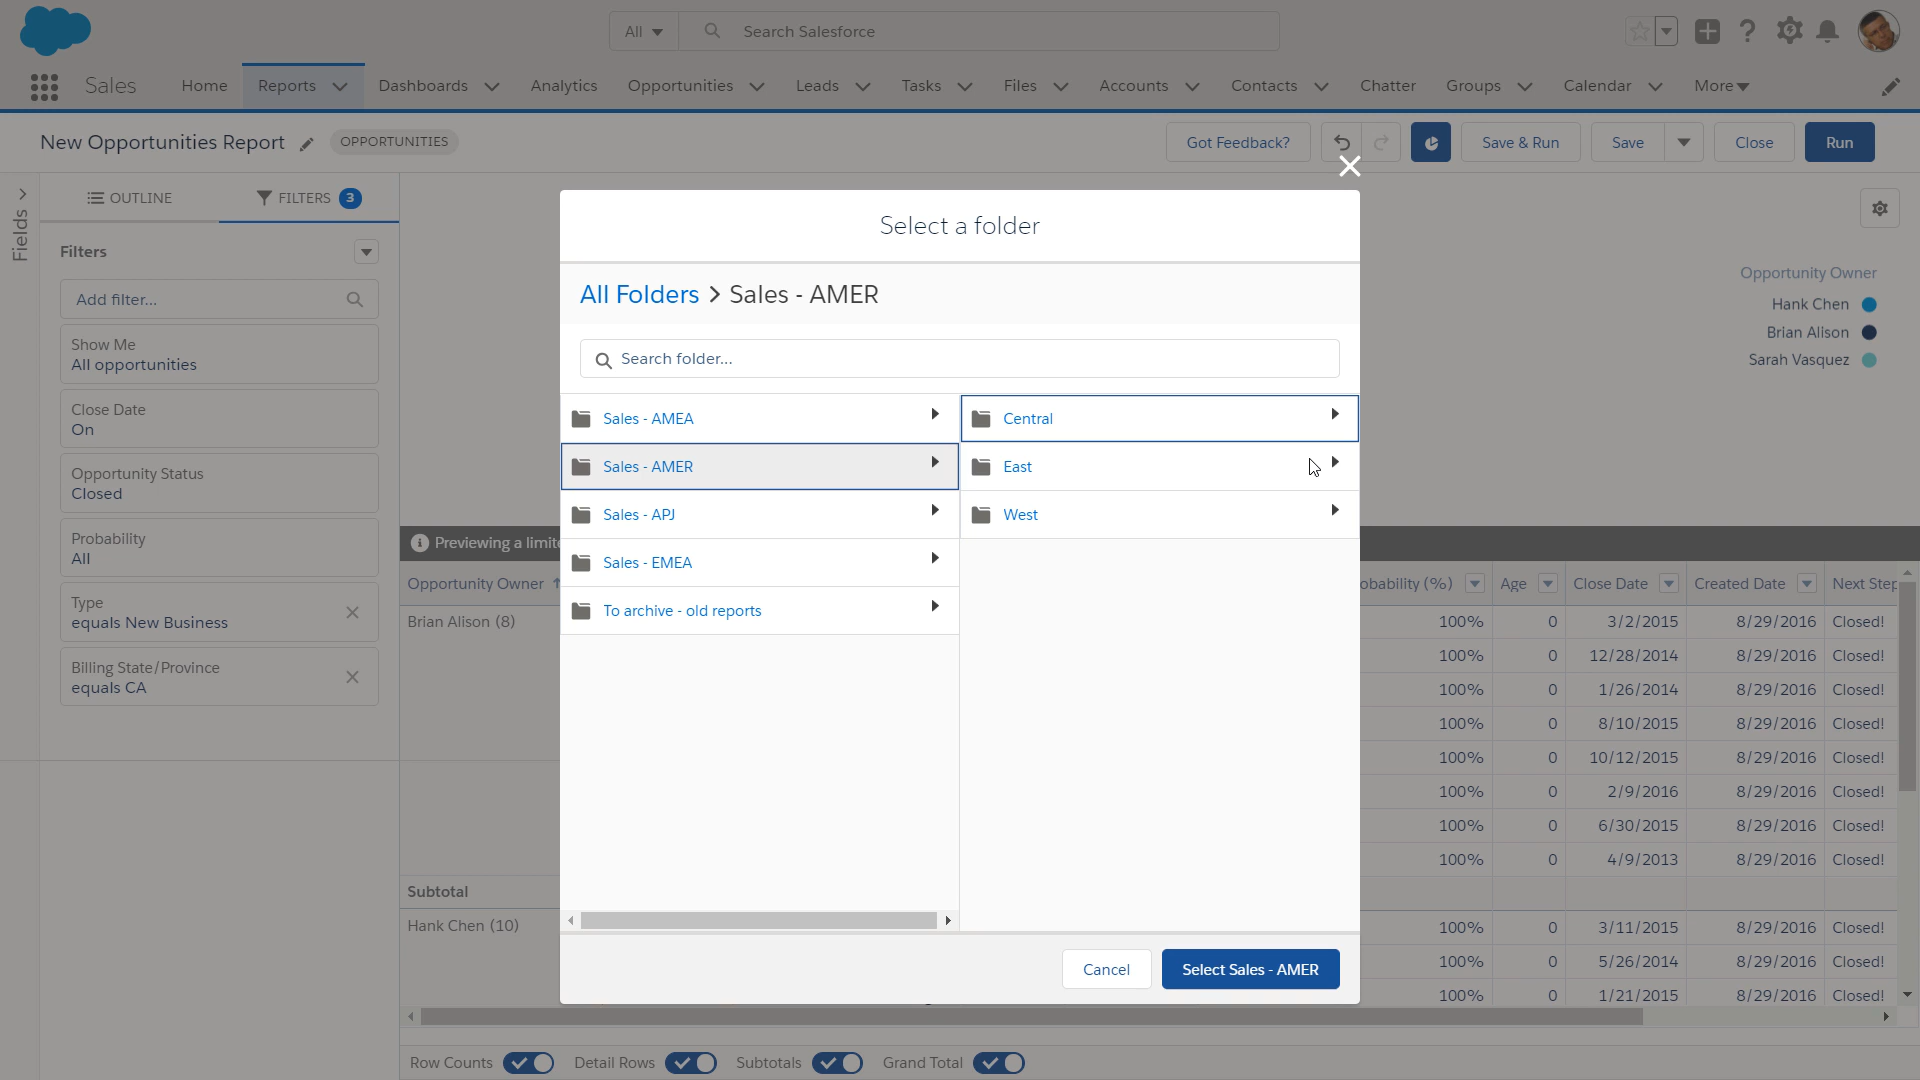 All
Search Salesforce
Sales
Home
Reports
Dashboards
Analytics
Opportunities
Leads
Tasks
Files
Accounts
Contacts
Chatter
Groups
Calendar
More
New Opportunities Report
OPPORTUNITIES
Got Feedback?
Save & Run
Save
Close
Run
Fields
OUTLINE
FILTERS
3
Filters
Add filter...
Show Me
All opportunities
Close Date
On
Opportunity Status
Closed
Probability
All
Type
equals New Business
Billing State/Province
equals CA
Select a folder
All Folders > Sales - AMER
Search folder...
Sales - AMEA
Sales - AMER
Sales - APJ
Sales - EMEA
To archive - old reports
Central
East
West
Cancel
Select Sales - AMER
Opportunity Owner
Hank Chen
Brian Alison
Sarah Vasquez
Previewing a
Opportunity Owner
(%) Age Close Date Created Date Next
Brian Alison (8)
100% 0 3/2/2015 8/29/2016 Closed!
100% 0 12/28/2014 8/29/2016 Closed!
100% 0 1/26/2014 8/29/2016 Closed!
100% 0 8/10/2015 8/29/2016 Closed!
100% 0 10/12/2015 8/29/2016 Closed!
100% 0 2/9/2016 8/29/2016 Closed!
100% 0 6/30/2015 8/29/2016 Closed!
100% 0 4/9/2013 8/29/2016 Closed!
Subtotal
Hank Chen (10)
100% 0 3/11/2015 8/29/2016 Closed!
100% 0 5/26/2014 8/29/2016 Closed!
100% 0 1/21/2015 8/29/2016 Closed!
Row Counts
Detail Rows
Subtotals
Grand Total